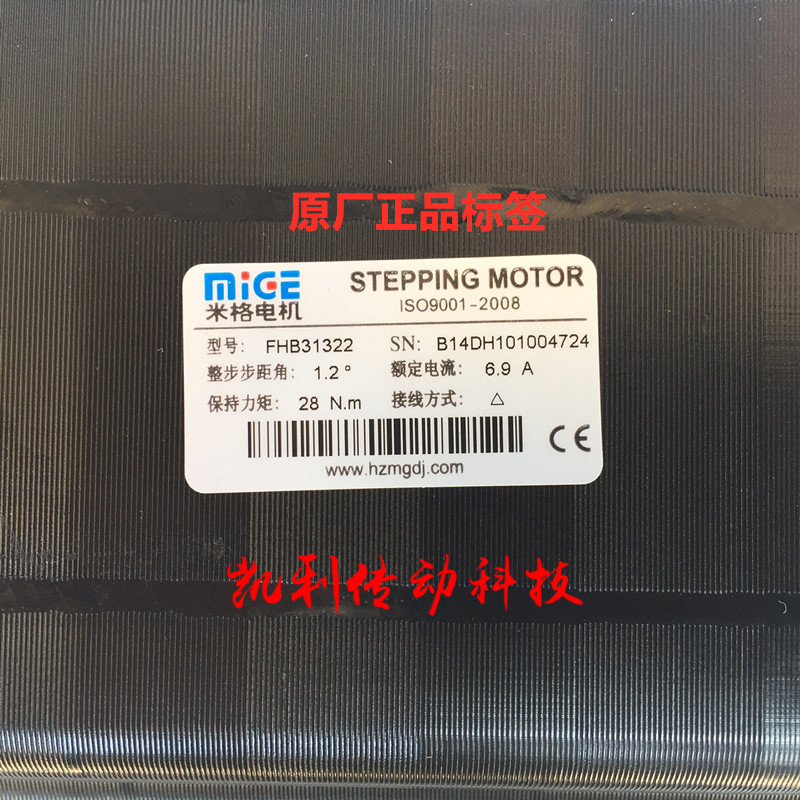 原厂正品标签
MIGE STEPPING MOTOR
米格电机 ISO9001-2008
型号: FHB31322 SN: B14DH101004724
整步步距角: 1.2° 额定电流: 6.9 A
保持力矩: 28 N.m 接线方式: △
CE
www.hzmgdj.com
凯利传动科技